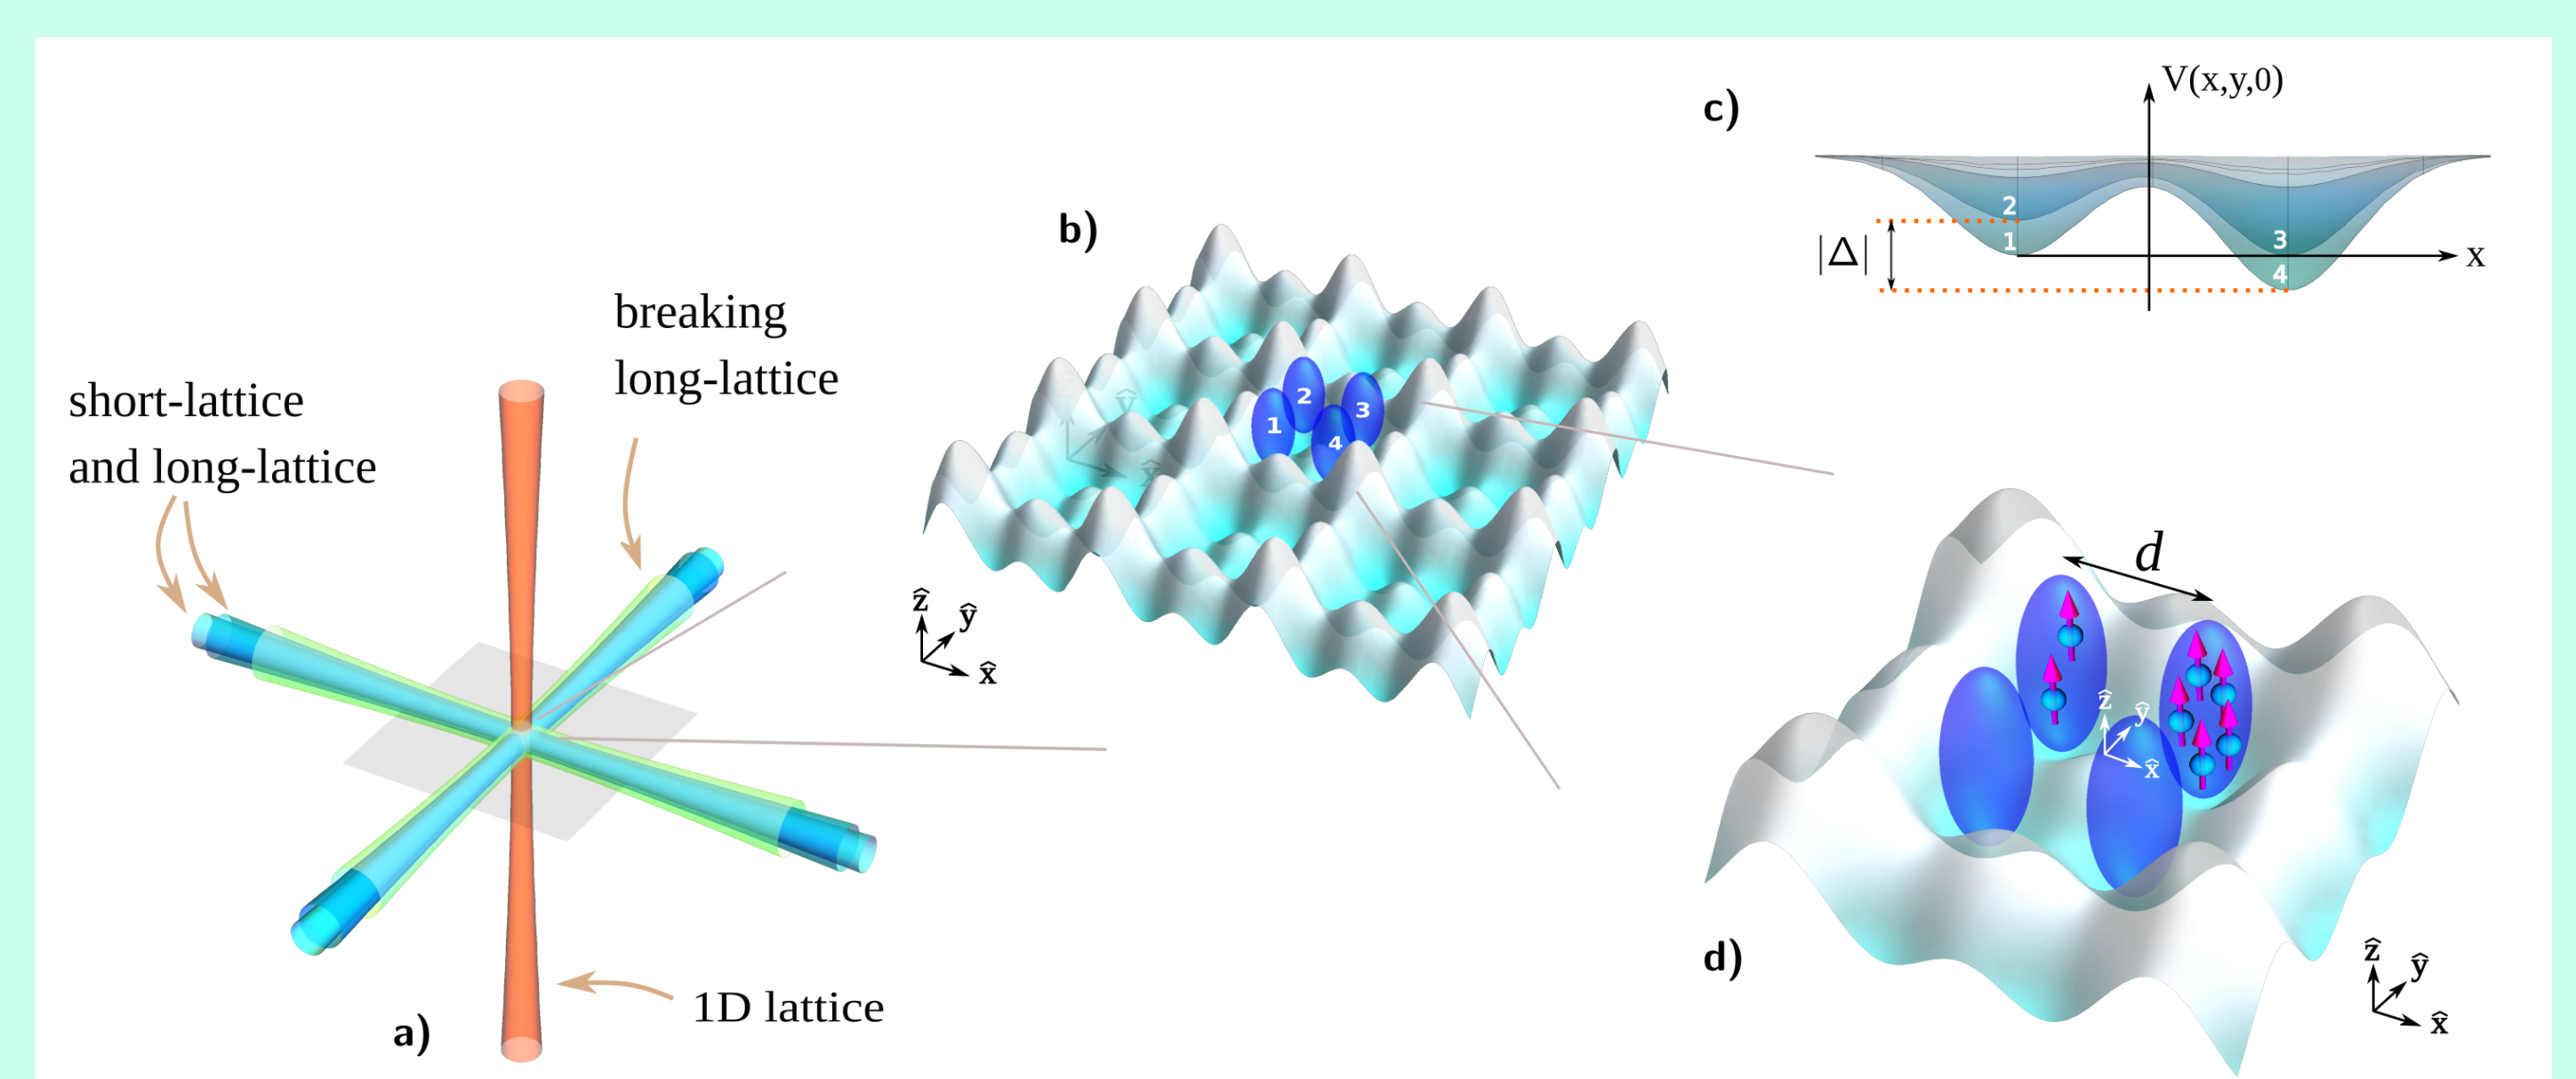 short-lattice
and long-lattice
breaking
long-lattice
1D lattice
a)
b)
1
2
3
4
ẑ
ŷ
x̂
ŷ
x̂
c)
V(x,y,0)
2
1
3
4
|Δ|
x
d)
d
ẑ
ŷ
x̂
ẑ
ŷ
x̂